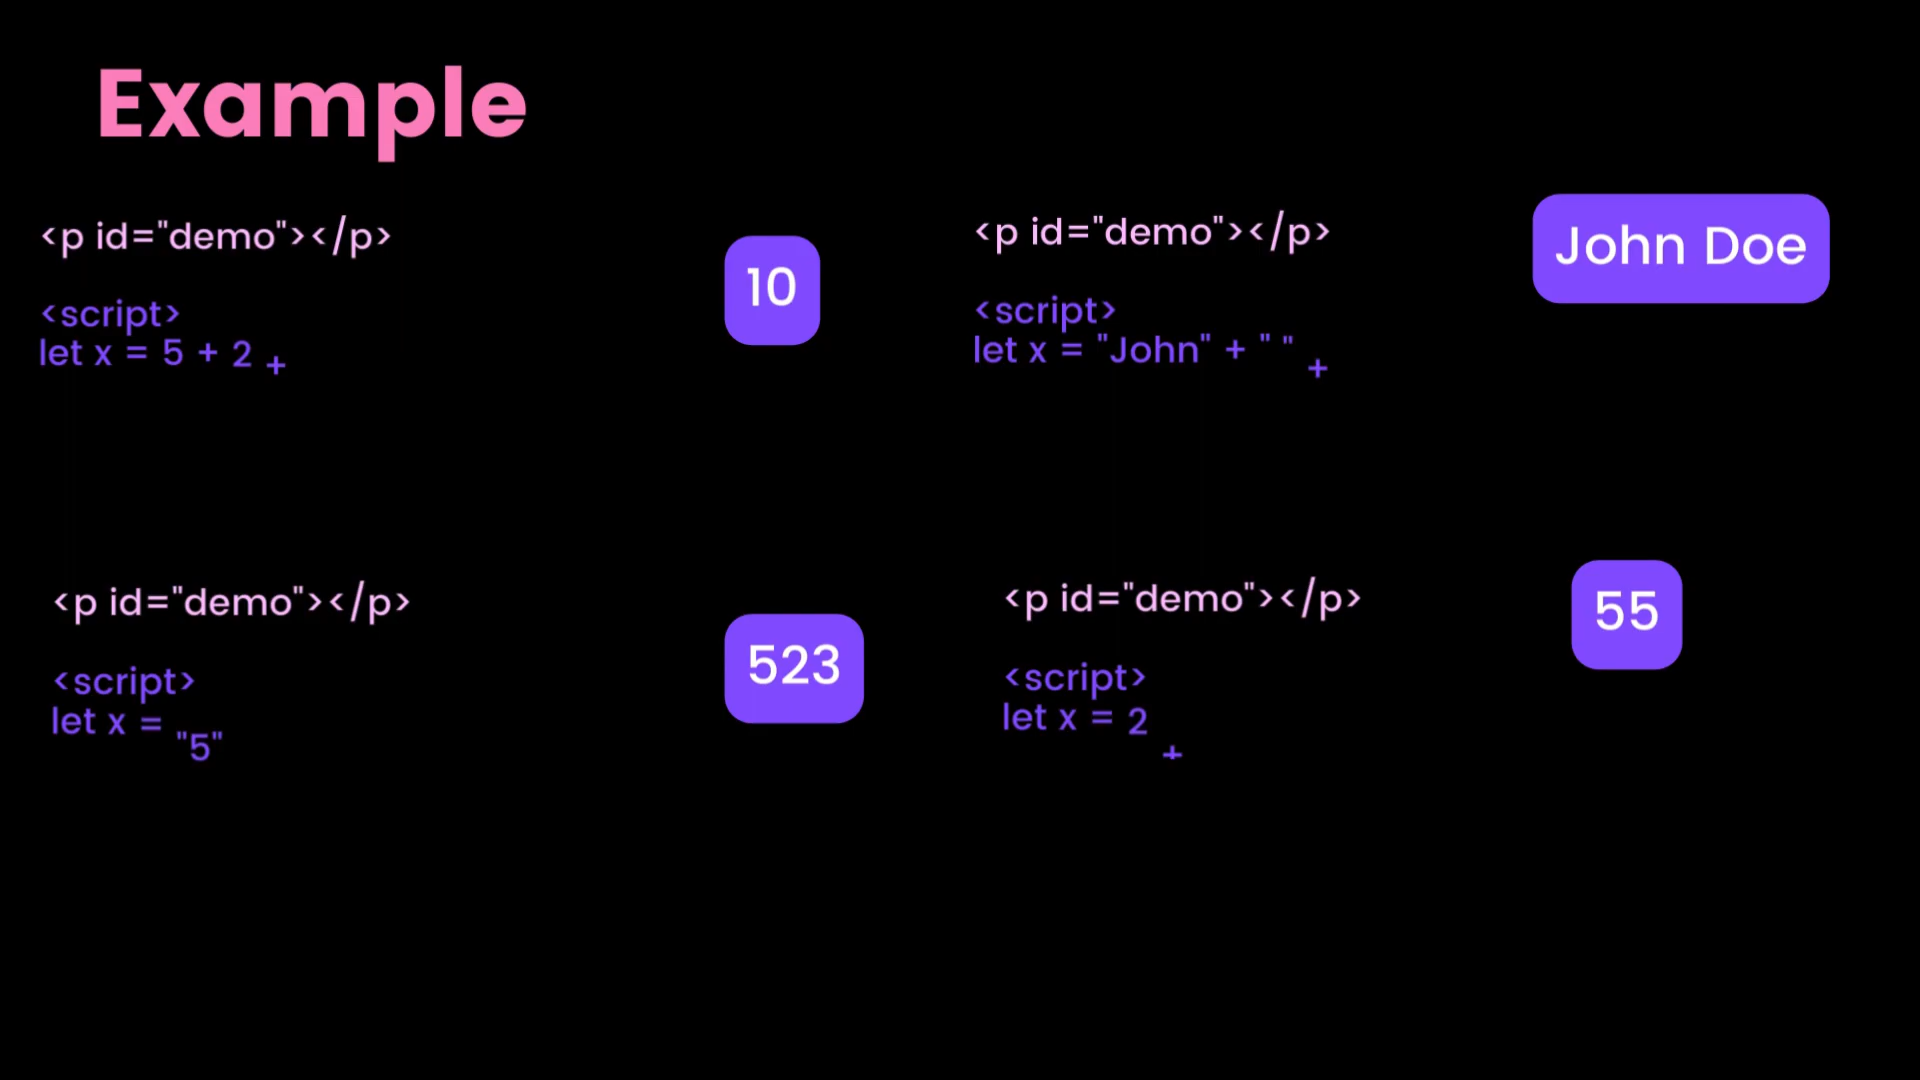 Example
<p id="demo"></p>
<script>
let x = 5 + 2 +
10
<p id="demo"></p>
<script>
let x = "John" + " " +
John Doe
<p id="demo"></p>
<script>
let x = "5"
523
<p id="demo"></p>
<script>
let x = 2 +
55